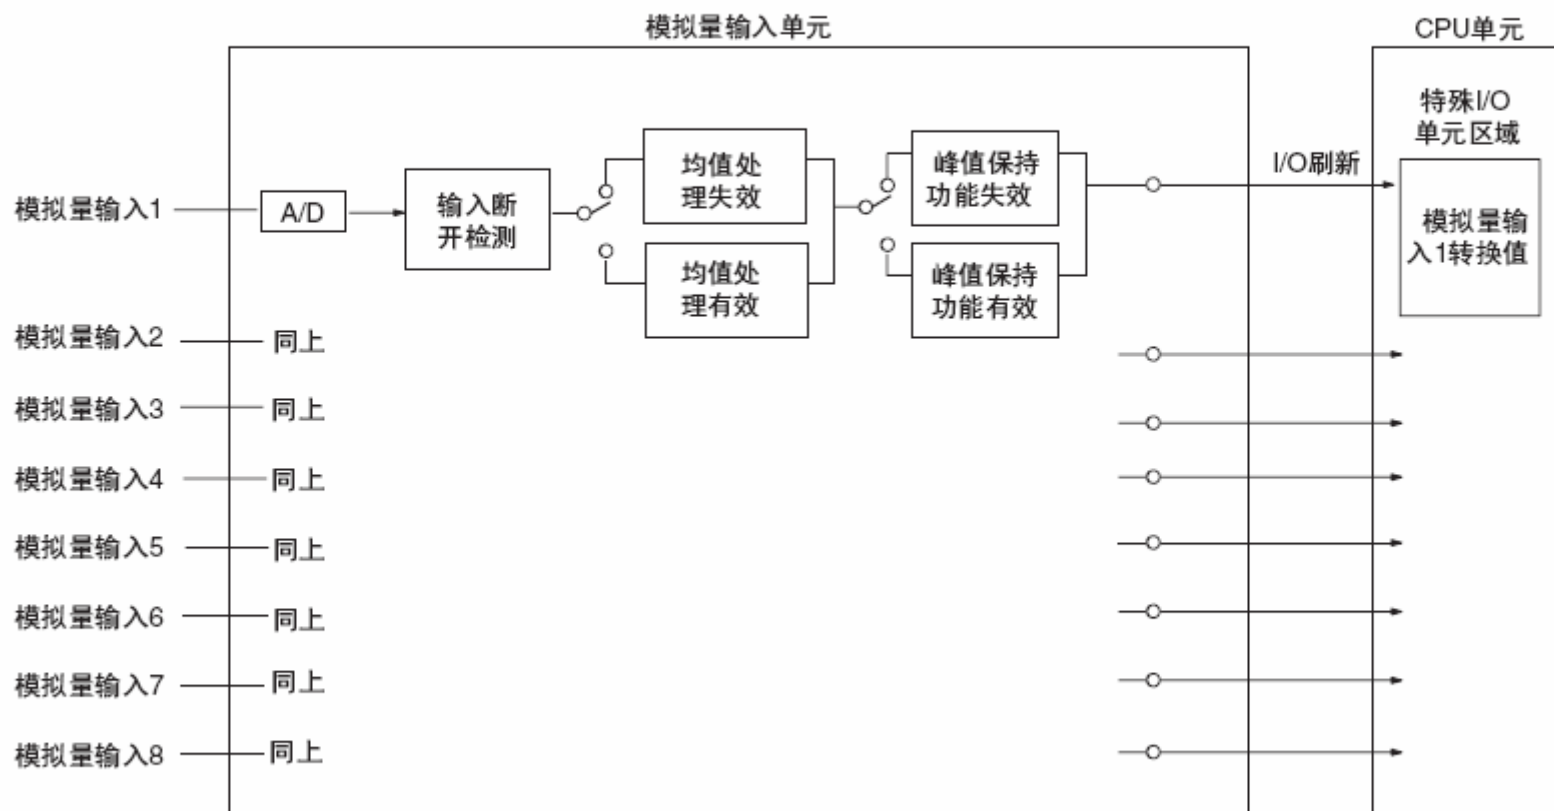 模拟量输入单元
CPU单元
特殊I/O
单元区域
模拟量输入1
A/D
输入断
开检测
均值处
理失效
均值处
理有效
峰值保持
功能失效
峰值保持
功能有效
I/O刷新
模拟量输
入1转换值
模拟量输入2
同上
模拟量输入3
同上
模拟量输入4
同上
模拟量输入5
同上
模拟量输入6
同上
模拟量输入7
同上
模拟量输入8
同上